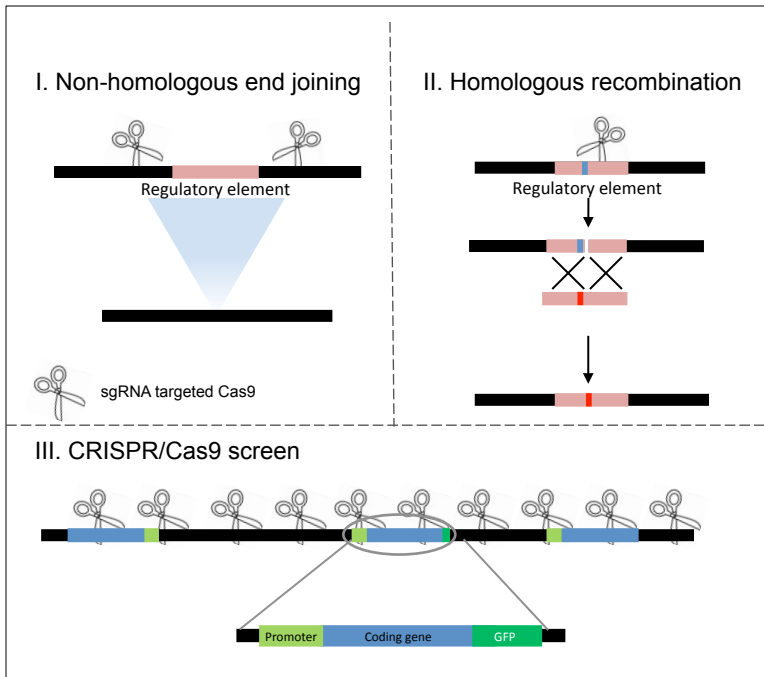 I. Non-homologous end joining
Regulatory element
sgRNA targeted Cas9
II. Homologous recombination
Regulatory element
III. CRISPR/Cas9 screen
Promoter Coding gene GFP